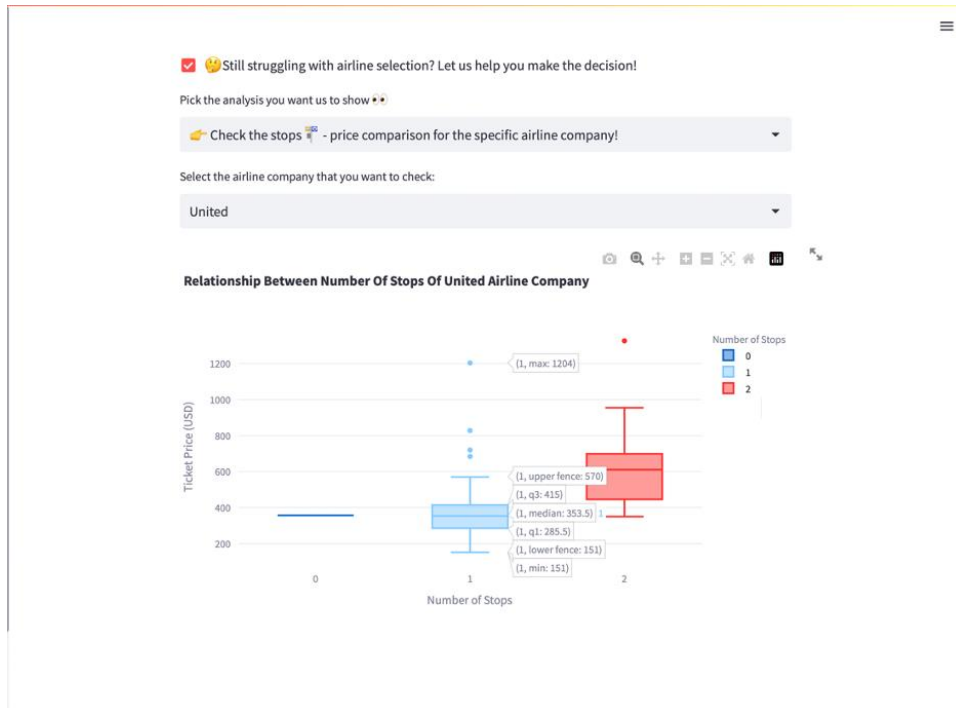 🤔Still struggling with airline selection? Let us help you make the decision!
Pick the analysis you want us to show 👀
👉 Check the stops 🚏 - price comparison for the specific airline company!
Select the airline company that you want to check:
United
Relationship Between Number Of Stops Of United Airline Company
Number of Stops
0
1
2
Ticket Price (USD)
1200
1000
800
600
400
200
(1, max: 1204)
(1, upper fence: 570)
(1, q3: 415)
(1, median: 353.5) 1
(1, q1: 285.5)
(1, lower fence: 151)
(1, min: 151)
0 1 2
Number of Stops